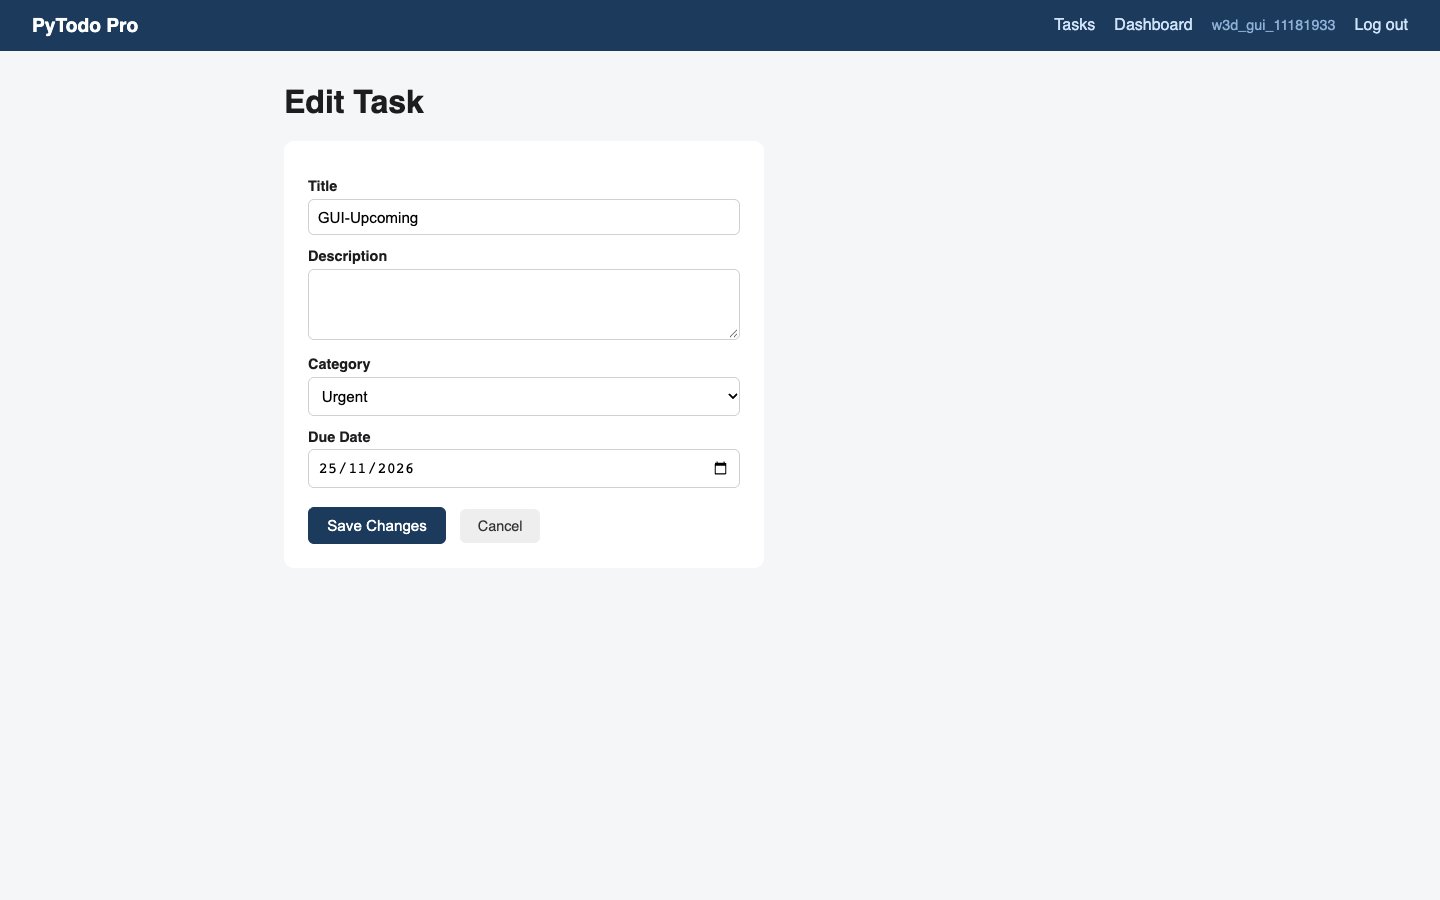 PyTodo Pro
Tasks Dashboard w3d_gui_11181933 Log out
Edit Task
Title
GUI-Upcoming
Description
Category
Urgent
Due Date
25/11/2026
Save Changes Cancel